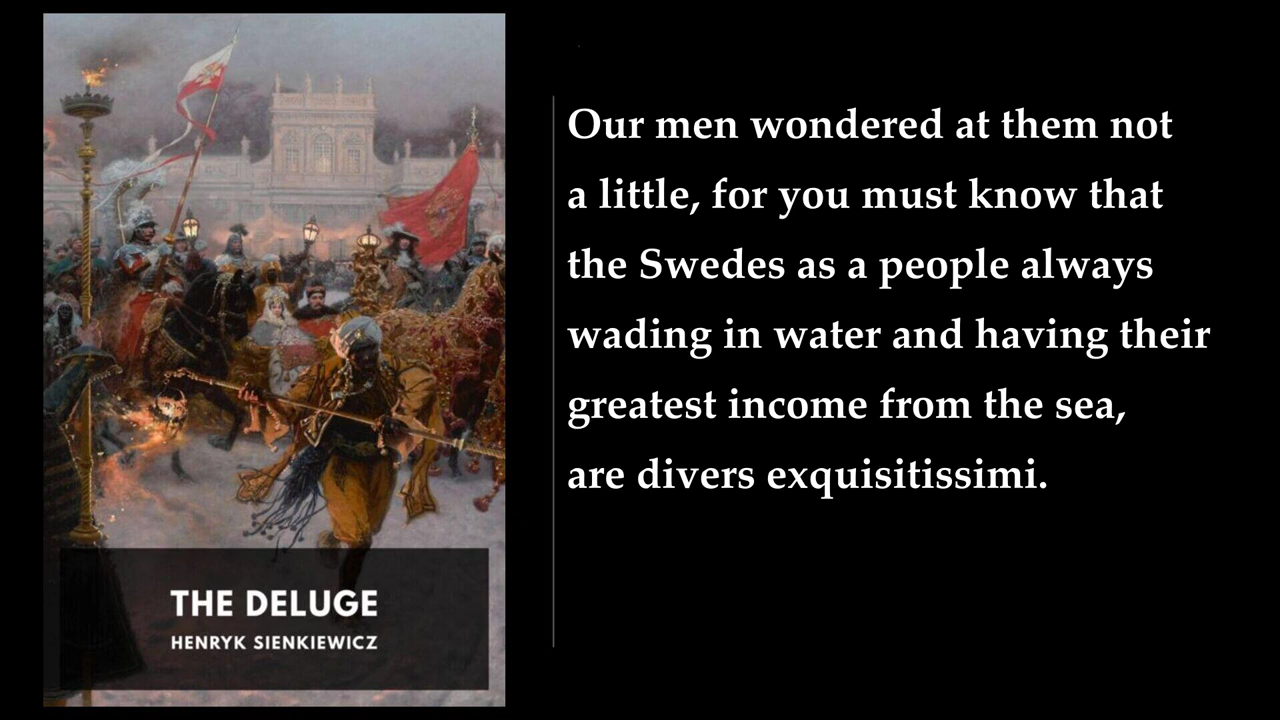 Our men wondered at them not
a little, for you must know that
the Swedes as a people always
wading in water and having their
greatest income from the sea,
are divers exquisitissimi.
THE DELUGE
HENRYK SIENKIEWICZ